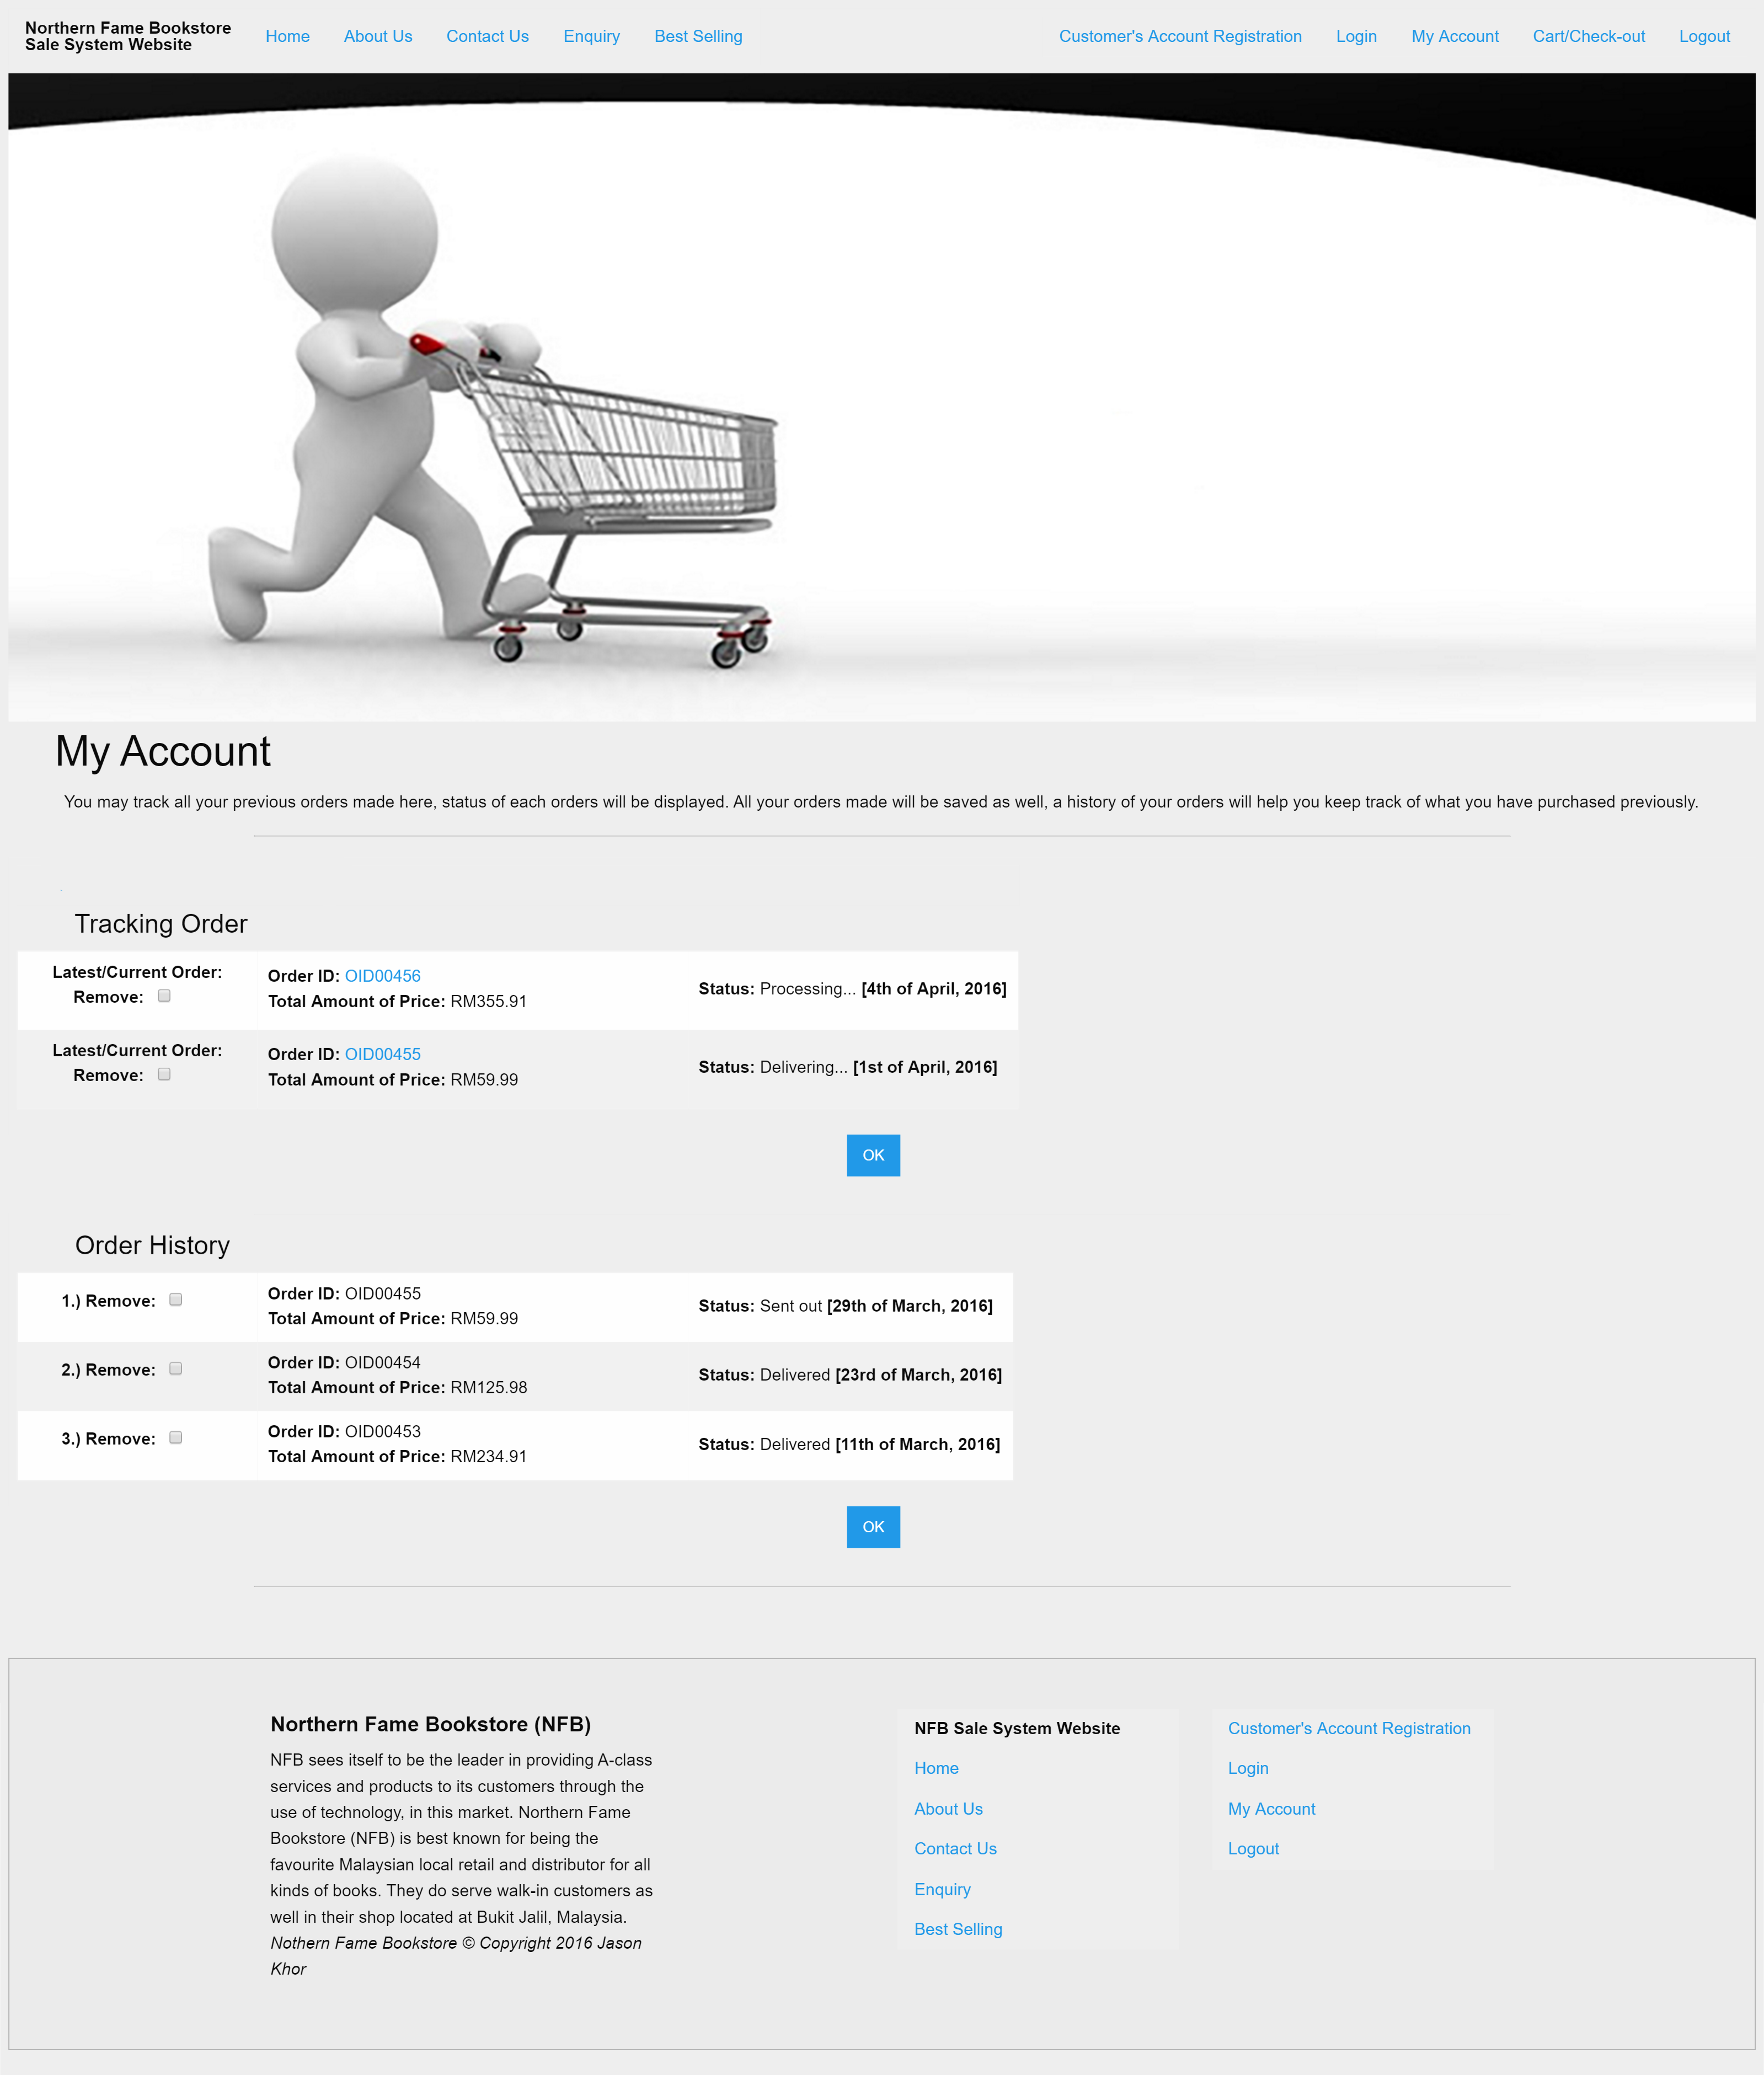 Northern Fame Bookstore
Sale System Website
Home About Us Contact Us Enquiry Best Selling Customer's Account Registration Login My Account Cart/Check-out Logout
My Account
You may track all your previous orders made here, status of each orders will be displayed. All your orders made will be saved as well, a history of your orders will help you keep track of what you have purchased previously.
Tracking Order
Latest/Current Order:
Remove:
Order ID: OID00456
Total Amount of Price: RM355.91
Status: Processing... [4th of April, 2016]
Latest/Current Order:
Remove:
Order ID: OID00455
Total Amount of Price: RM59.99
Status: Delivering... [1st of April, 2016]
OK
Order History
1.) Remove:
Order ID: OID00455
Total Amount of Price: RM59.99
Status: Sent out [29th of March, 2016]
2.) Remove:
Order ID: OID00454
Total Amount of Price: RM125.98
Status: Delivered [23rd of March, 2016]
3.) Remove:
Order ID: OID00453
Total Amount of Price: RM234.91
Status: Delivered [11th of March, 2016]
OK
Northern Fame Bookstore (NFB)
NFB sees itself to be the leader in providing A-class
services and products to its customers through the
use of technology, in this market. Northern Fame
Bookstore (NFB) is best known for being the
favourite Malaysian local retail and distributor for all
kinds of books. They do serve walk-in customers as
well in their shop located at Bukit Jalil, Malaysia.
Nothern Fame Bookstore © Copyright 2016 Jason
Khor
NFB Sale System Website
Home
About Us
Contact Us
Enquiry
Best Selling
Customer's Account Registration
Login
My Account
Logout